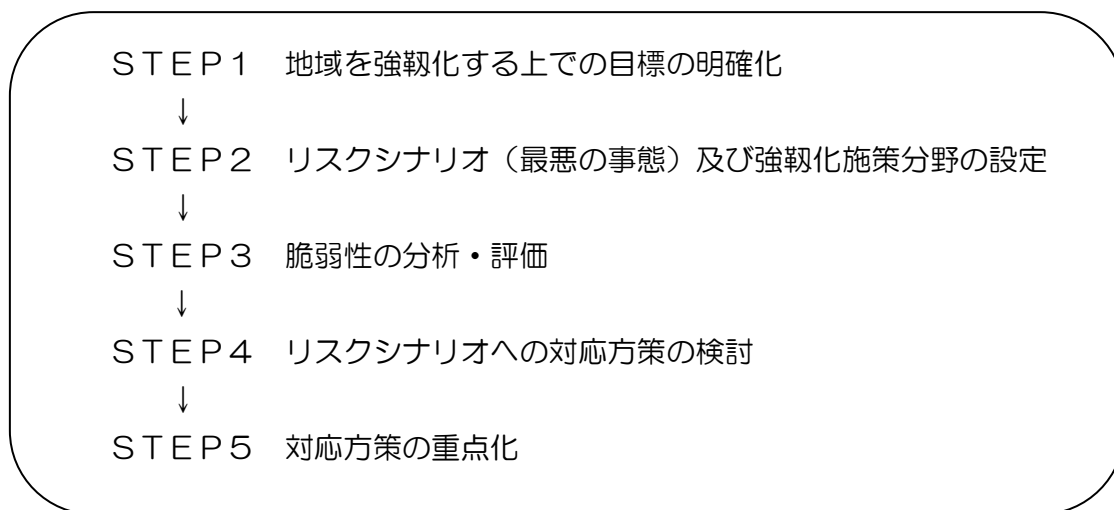 ＳＴＥＰ１　地域を強靱化する上での目標の明確化
↓
ＳＴＥＰ２　リスクシナリオ（最悪の事態）及び強靱化施策分野の設定
↓
ＳＴＥＰ３　脆弱性の分析・評価
↓
ＳＴＥＰ４　リスクシナリオへの対応方策の検討
↓
ＳＴＥＰ５　対応方策の重点化